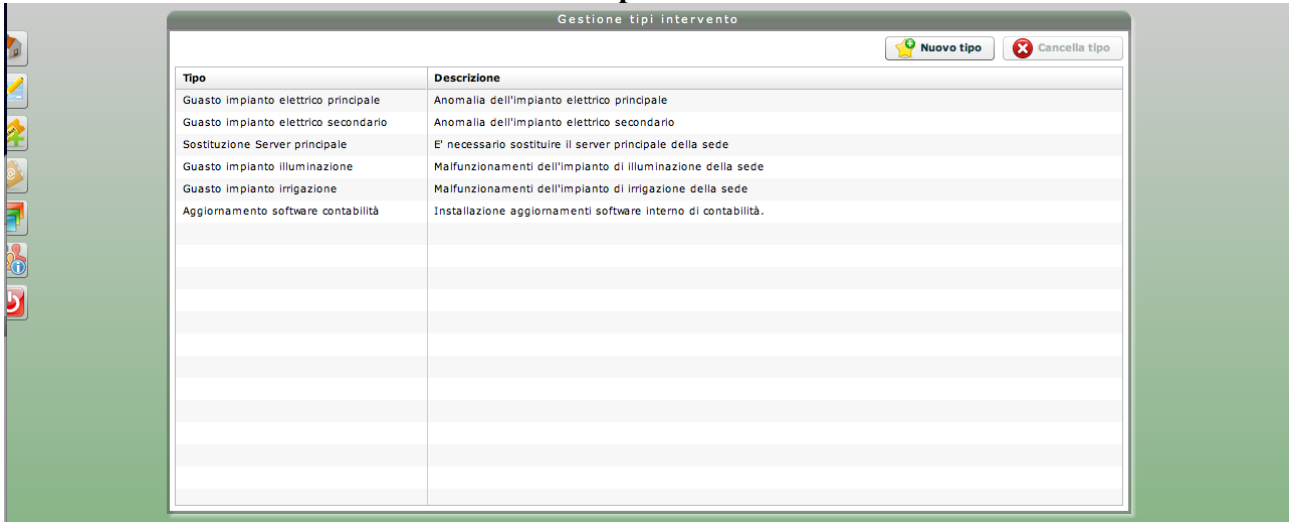 Gestione tipi intervento
Nuovo tipo Cancella tipo
Tipo Descrizione
Guasto impianto elettrico principale Anomalia dell'impianto elettrico principale
Guasto impianto elettrico secondario Anomalia dell'impianto elettrico secondario
Sostituzione Server principale E' necessario sostituire il server principale della sede
Guasto impianto illuminazione Malfunzionamenti dell'impianto di illuminazione della sede
Guasto impianto irrigazione Malfunzionamenti dell'impianto di irrigazione della sede
Aggiornamento software contabilità Installazione aggiornamenti software interno di contabilità.